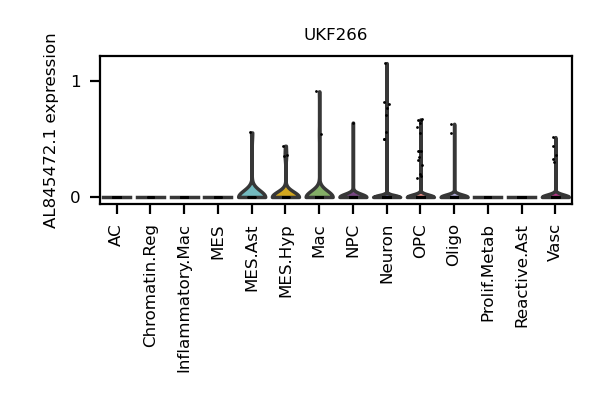 UKF266
AL845472.1 expression
1
0
AC
Chromatin.Reg
Inflammatory.Mac
MES
MES.Ast
MES.Hyp
Mac
NPC
Neuron
OPC
Oligo
Prolif.Metab
Reactive.Ast
Vasc